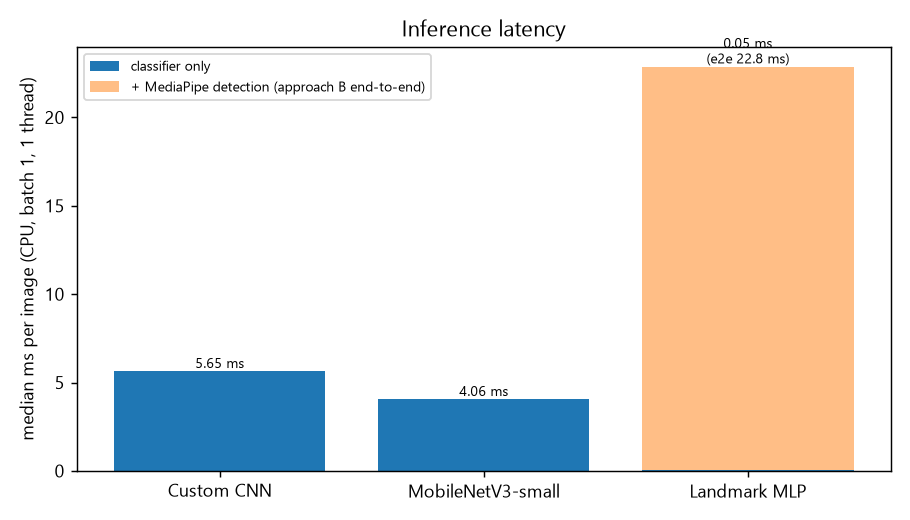 Inference latency
median ms per image (CPU, batch 1, 1 thread)
classifier only
+ MediaPipe detection (approach B end-to-end)
0.05 ms
(e2e 22.8 ms)
5.65 ms
4.06 ms
20
15
10
5
0
Custom CNN
MobileNetV3-small
Landmark MLP